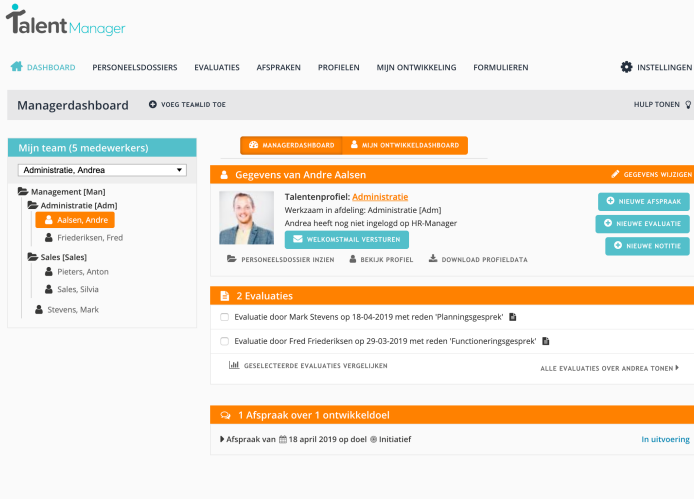 Talent Manager
DASHBOARD PERSONEELSDOSSIERS EVALUATIES AFSPRAKEN PROFIELEN MIJN ONTWIKKELING FORMULIEREN INSTELLINGEN
Managerdashboard VOEG TEAMLID TOE HULP TONEN
Mijn team (5 medewerkers)
Administratie, Andrea
Management [Man]
Administratie [Adm]
Aalsen, Andre
Friederiksen, Fred
Sales [Sales]
Pieters, Anton
Sales, Silvia
Stevens, Mark
MANAGERDASHBOARD MIJN ONTWIKKELDASHBOARD
Gegevens van Andre Aalsen GEGEVENS WIJZIGEN
Talentenprofiel: Administratie
Werkzaam in afdeling: Administratie [Adm]
Andrea heeft nog niet ingelogd op HR-Manager
WELKOMSTMAIL VERSTUREN
NIEUWE AFSPRAAK
NIEUWE EVALUATIE
NIEUWE NOTITIE
PERSONEELSDOSSIER INZIEN BEKIJK PROFIEL DOWNLOAD PROFIELDATA
2 Evaluaties
Evaluatie door Mark Stevens op 18-04-2019 met reden 'Planningsgesprek'
Evaluatie door Fred Friederiksen op 29-03-2019 met reden 'Functioneringsgesprek'
GESELECTEERDE EVALUATIES VERGELIJKEN ALLE EVALUATIES OVER ANDREA TONEN
1 Afspraak over 1 ontwikkeldoel
Afspraak van 18 april 2019 op doel Initiatief In uitvoering